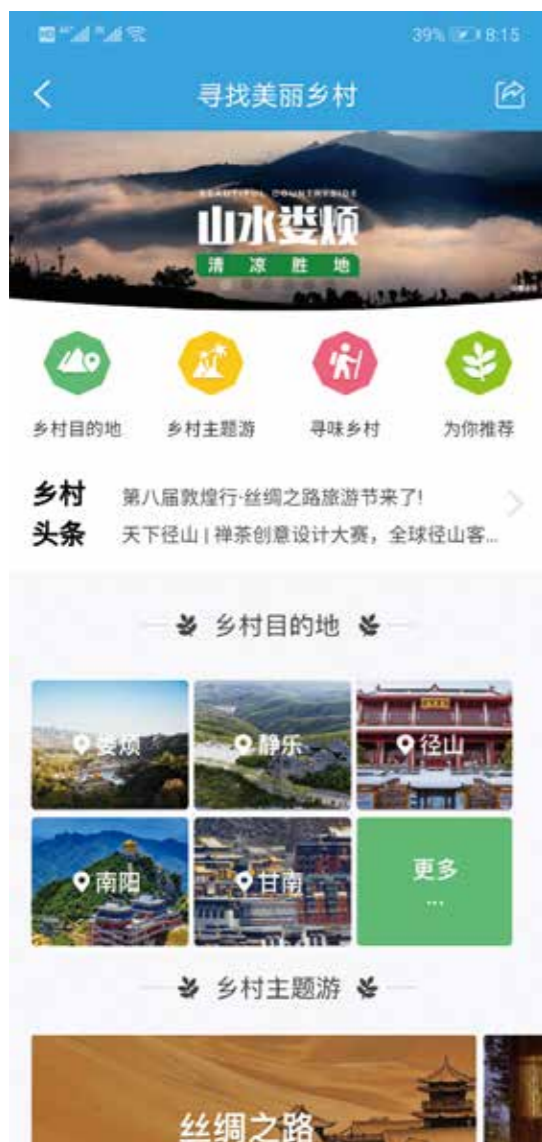 39% 8:15
寻找美丽乡村
BEAUTIFUL COUNTRYSIDE
山水娄烦
清凉胜地
乡村目的地 乡村主题游 寻味乡村 为你推荐
乡村 第八届敦煌行·丝绸之路旅游节来了!
头条 天下径山 | 禅茶创意设计大赛，全球径山客...
乡村目的地
娄烦 静乐 径山
南阳 甘南 更多
...
乡村主题游
丝绸之路